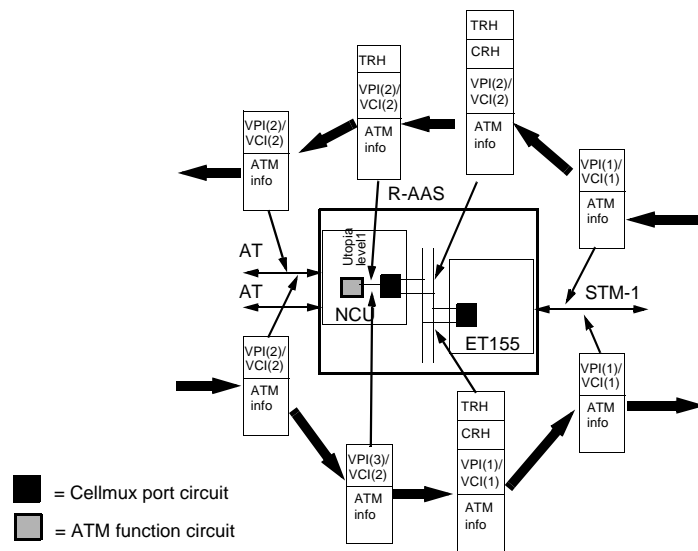 TRH
CRH
VPI(2)/
VCI(2)
ATM
info
TRH
VPI(2)/
VCI(2)
ATM
info
VPI(2)/
VCI(2)
ATM
info
VPI(1)/
VCI(1)
ATM
info
R-AAS
Utopia
level1
AT
AT
NCU
ET155
STM-1
VPI(2)/
VCI(2)
ATM
info
VPI(3)/
VCI(2)
ATM
info
TRH
CRH
VPI(1)/
VCI(1)
ATM
info
VPI(1)/
VCI(1)
ATM
info
= Cellmux port circuit
= ATM function circuit